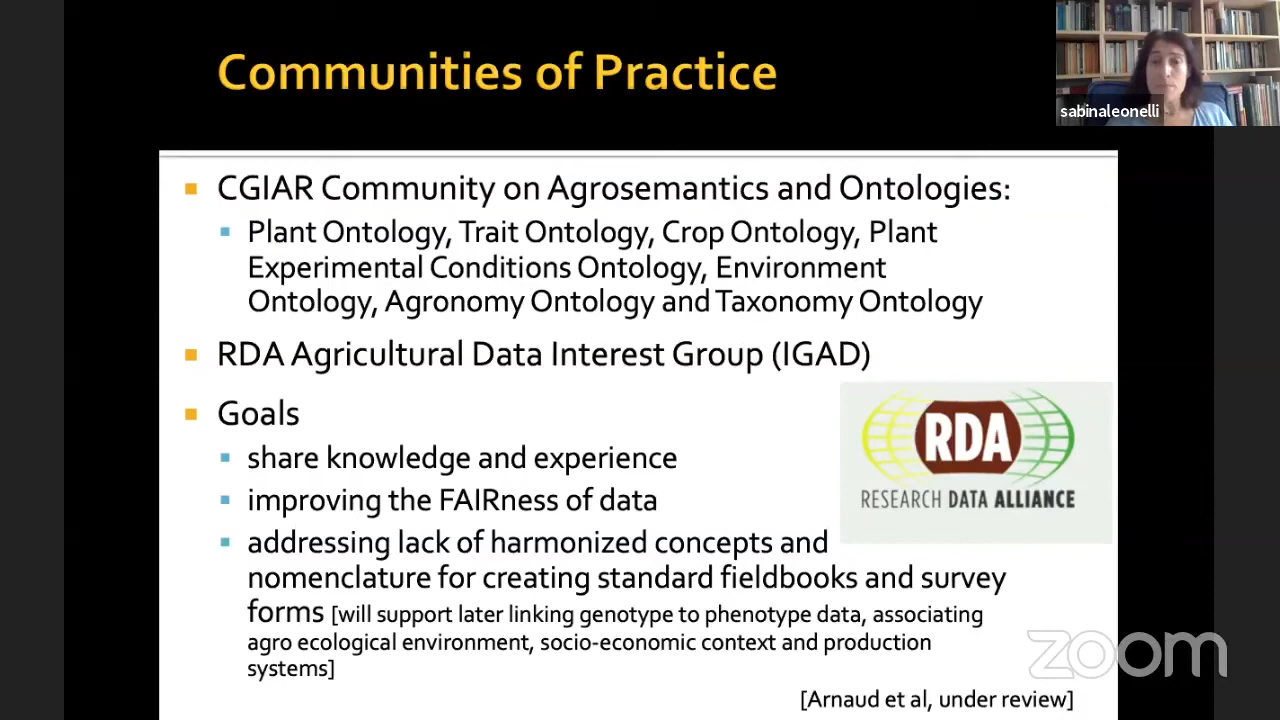 Communities of Practice
sabinaleonelli
CGIAR Community on Agrosemantics and Ontologies:
Plant Ontology, Trait Ontology, Crop Ontology, Plant
Experimental Conditions Ontology, Environment
Ontology, Agronomy Ontology and Taxonomy Ontology
RDA Agricultural Data Interest Group (IGAD)
Goals
share knowledge and experience
improving the FAIRness of data
addressing lack of harmonized concepts and
nomenclature for creating standard fieldbooks and survey
forms [will support later linking genotype to phenotype data, associating
agro ecological environment, socio-economic context and production
systems]
RDA
RESEARCH DATA ALLIANCE
[Arnaud et al, under review]
zoom